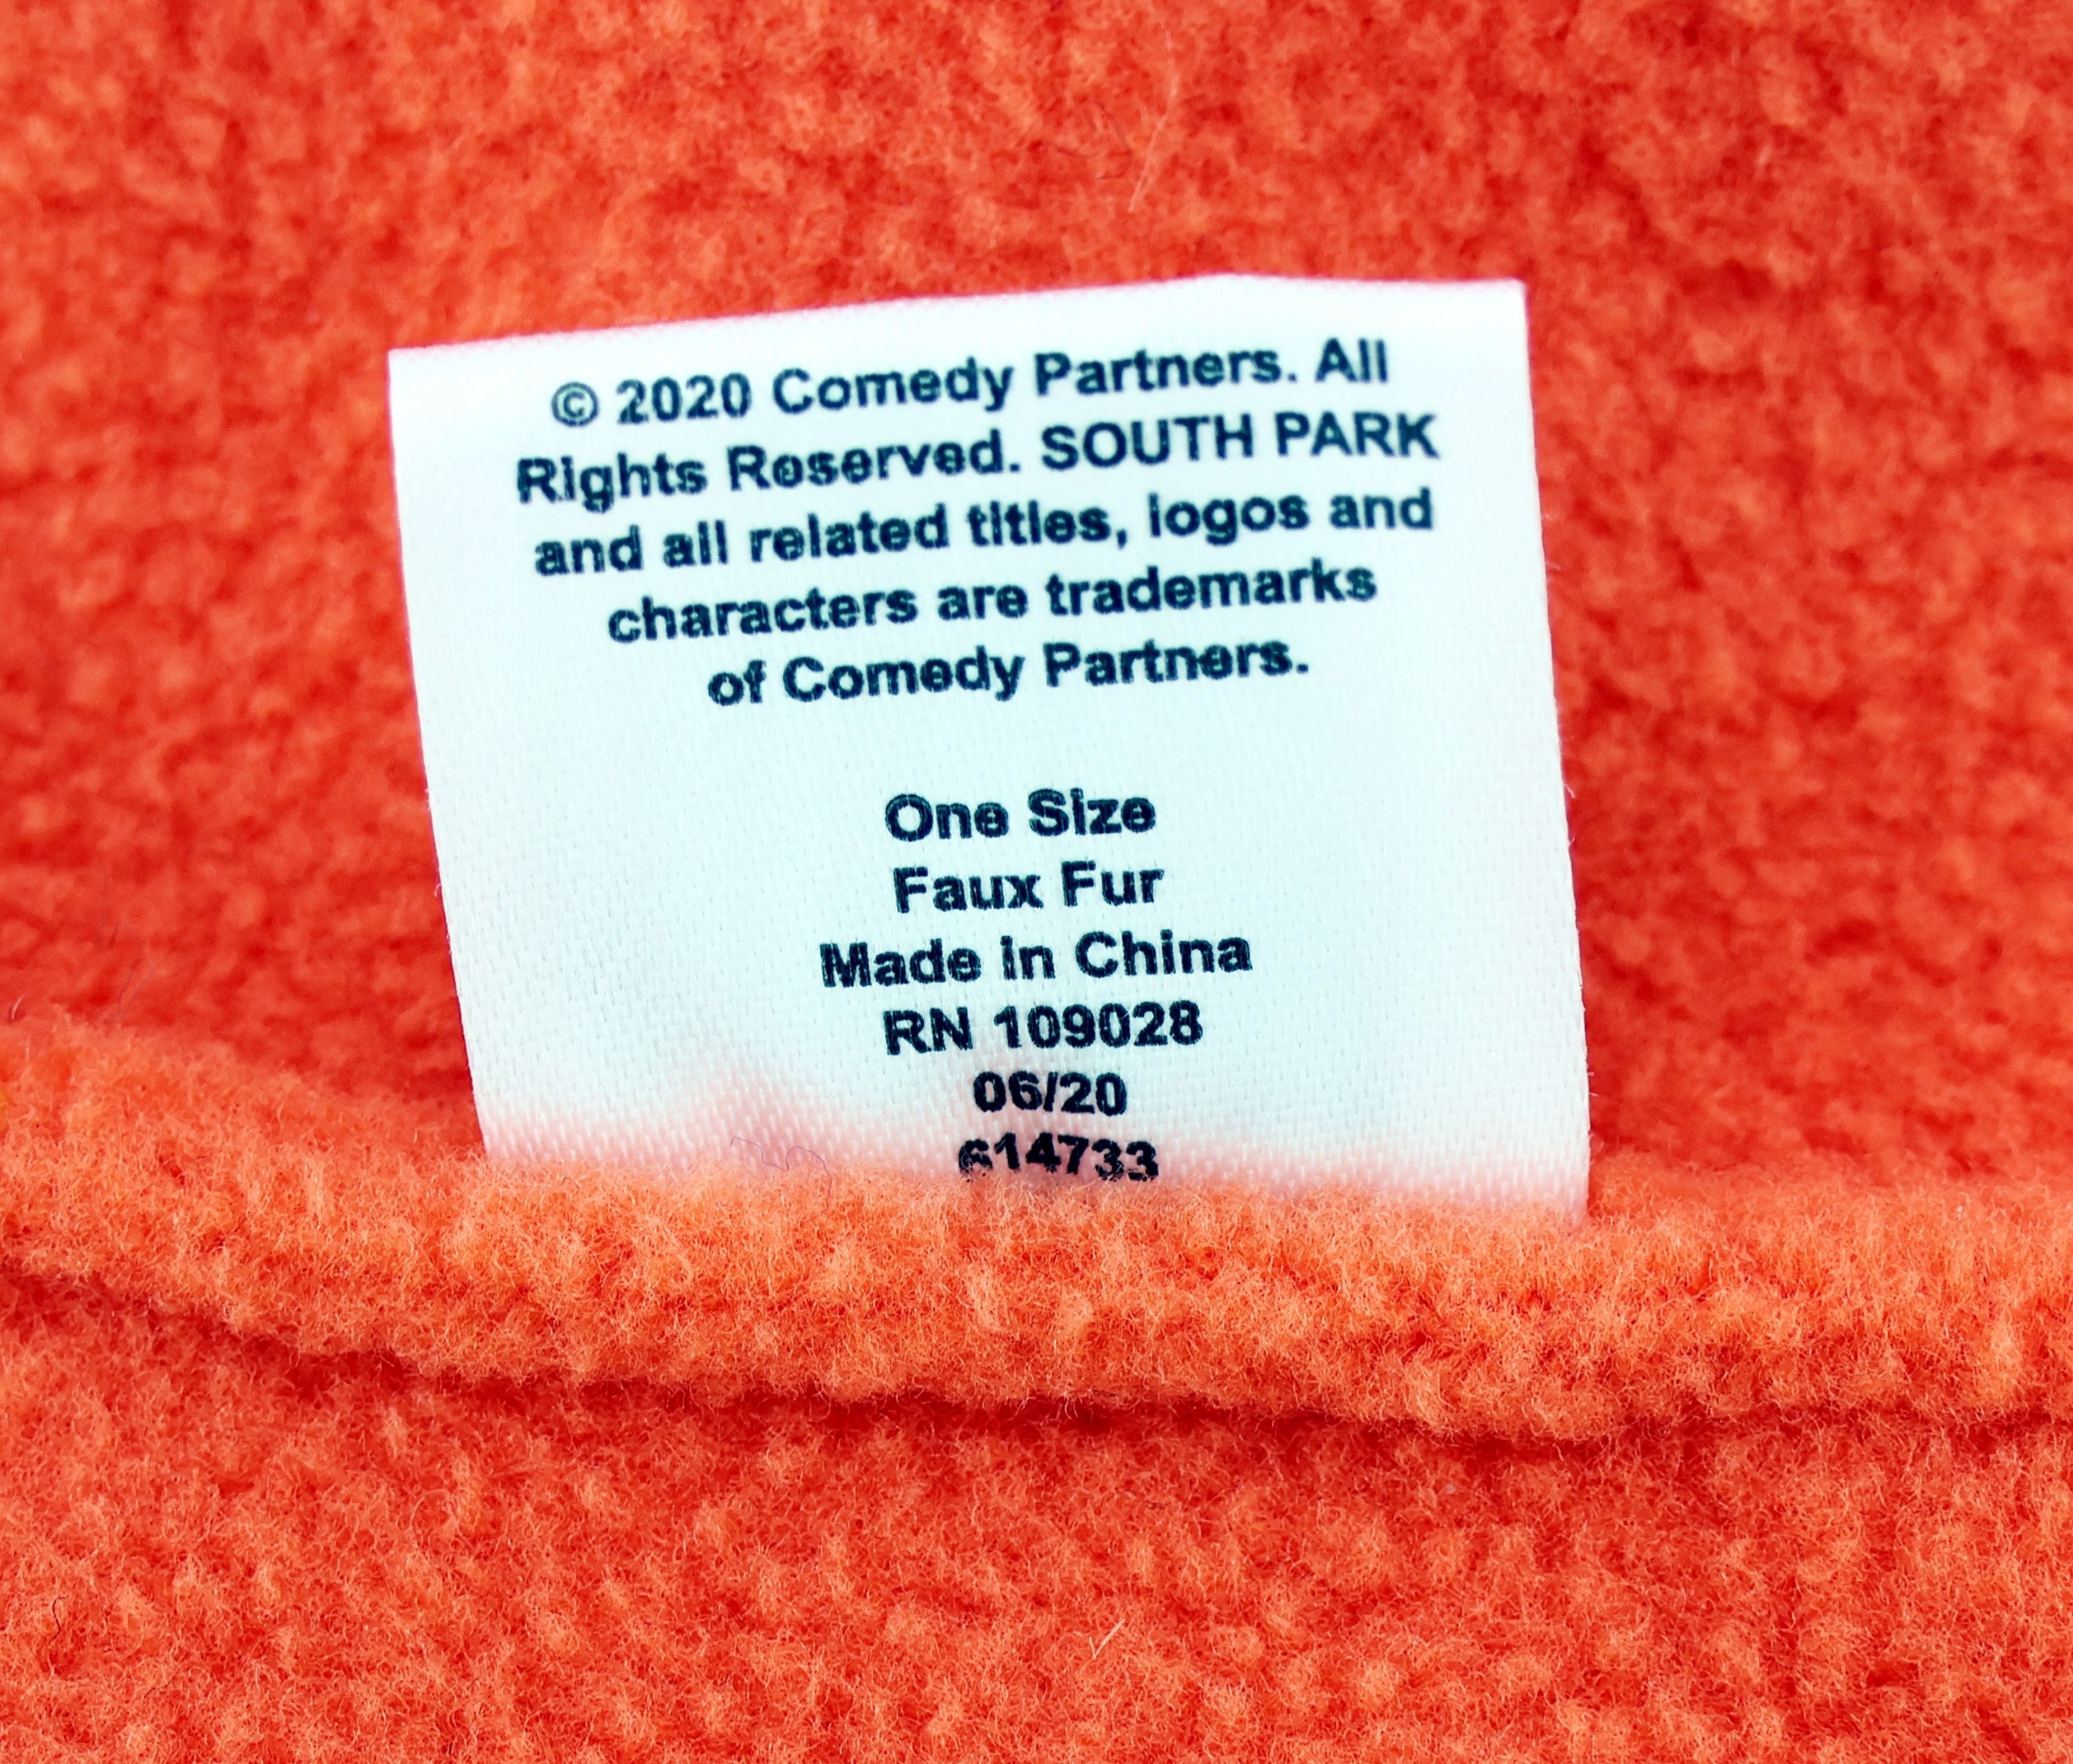 © 2020 Comedy Partners. All
Rights Reserved. SOUTH PARK
and all related titles, logos and
characters are trademarks
of Comedy Partners.
One Size
Faux Fur
Made in China
RN 109028
06/20
614733